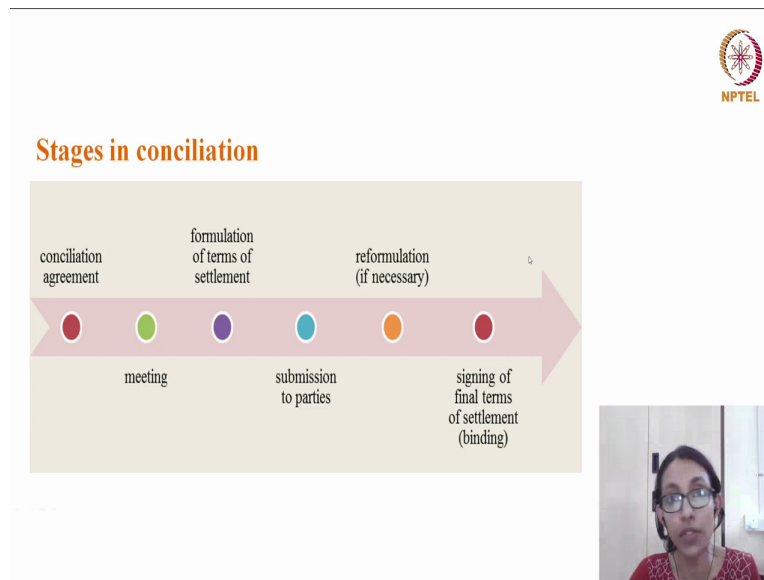 NPTEL
Stages in conciliation
conciliation
agreement
meeting
formulation
of terms of
settlement
submission
to parties
reformulation
(if necessary)
signing of
final terms
of settlement
(binding)